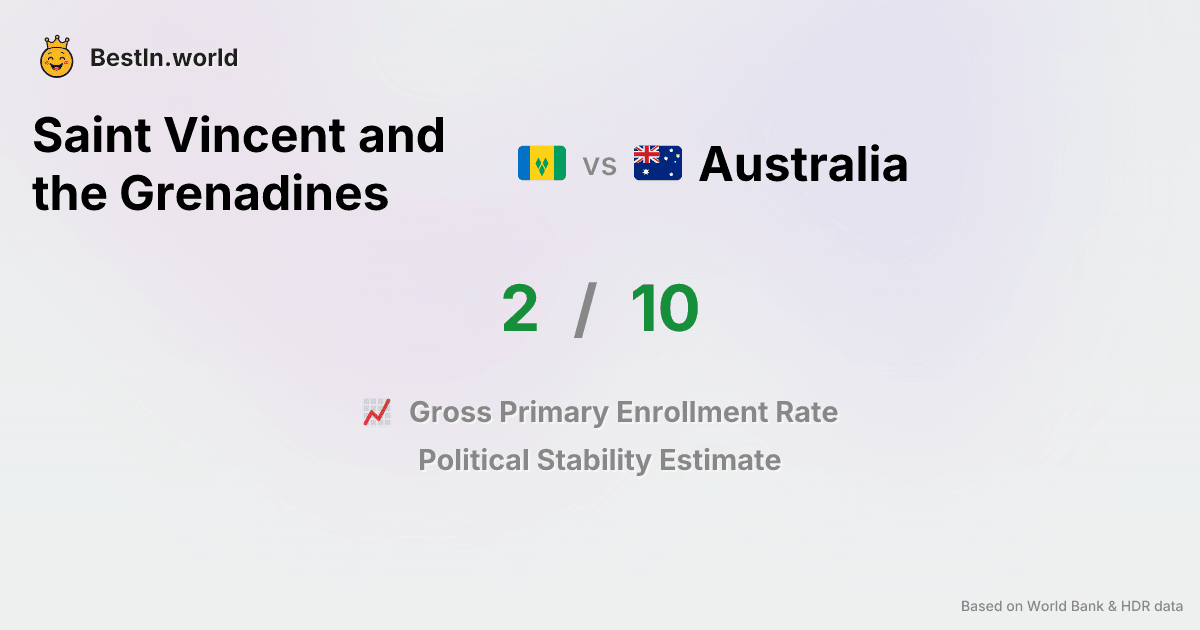 BestIn.world
Saint Vincent and
the Grenadines
vs Australia
2 / 10
Gross Primary Enrollment Rate
Political Stability Estimate
Based on World Bank & HDR data